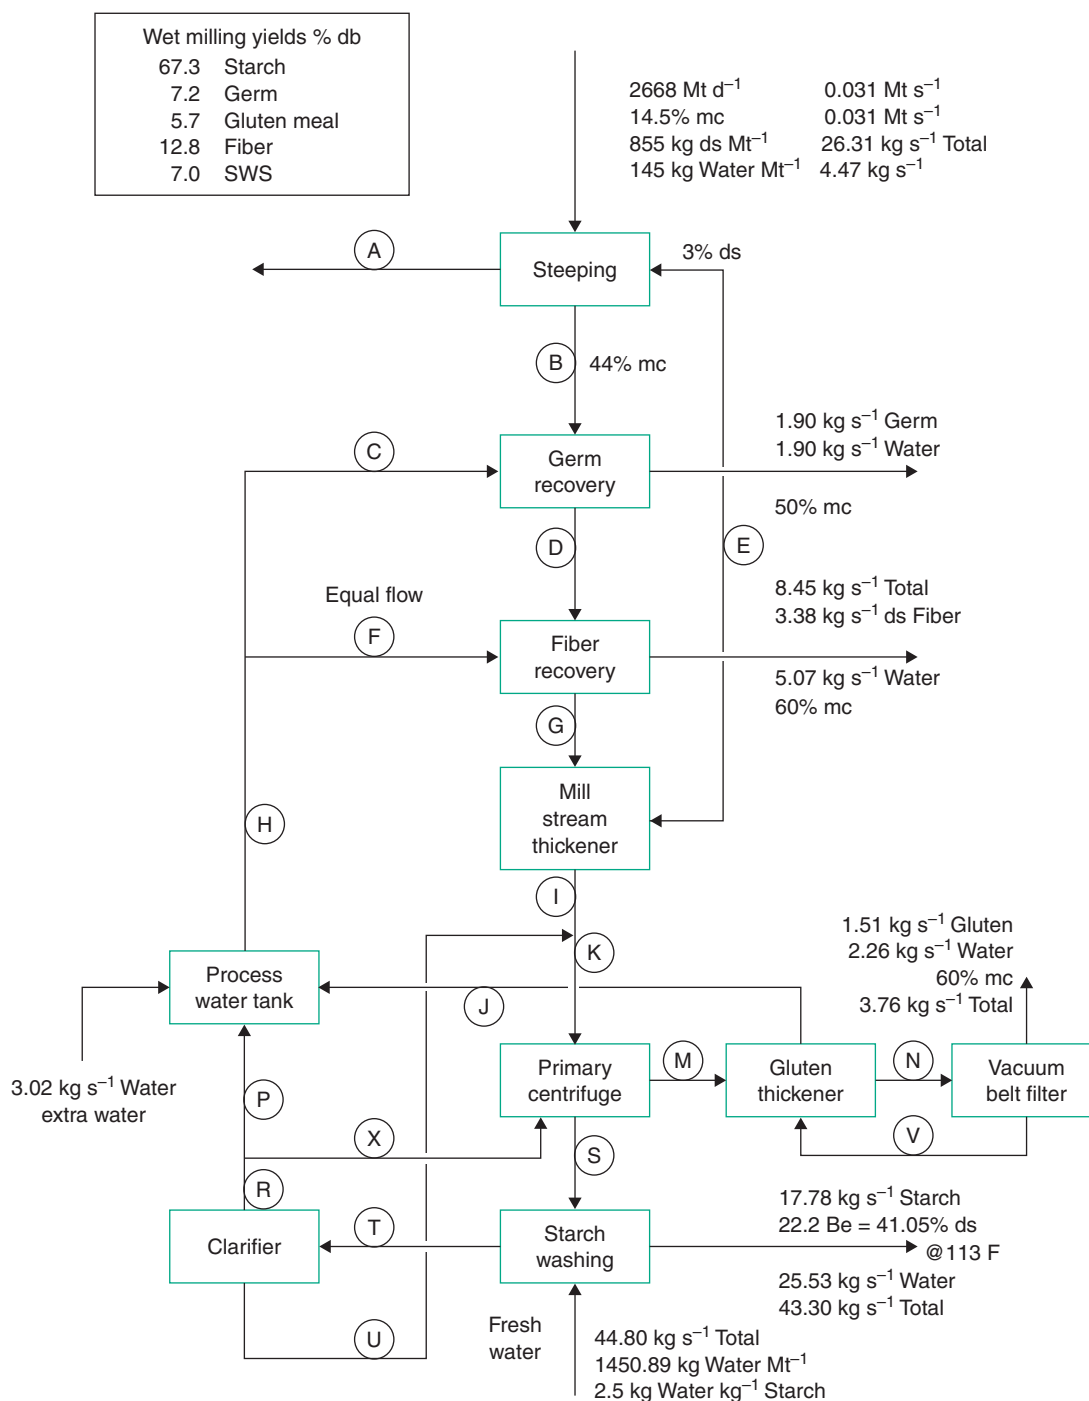 Wet milling yields % db
67.3 Starch
7.2 Germ
5.7 Gluten meal
12.8 Fiber
7.0 SWS
2668 Mt d⁻¹ 0.031 Mt s⁻¹
14.5% mc 0.031 Mt s⁻¹
855 kg ds Mt⁻¹ 26.31 kg s⁻¹ Total
145 kg Water Mt⁻¹ 4.47 kg s⁻¹
A
Steeping
3% ds
B
44% mc
C
Germ
recovery
1.90 kg s⁻¹ Germ
1.90 kg s⁻¹ Water
50% mc
D
E
Equal flow
F
Fiber
recovery
8.45 kg s⁻¹ Total
3.38 kg s⁻¹ ds Fiber
5.07 kg s⁻¹ Water
60% mc
G
Mill
stream
thickener
H
I
K
Process
water tank
J
1.51 kg s⁻¹ Gluten
2.26 kg s⁻¹ Water
60% mc
3.76 kg s⁻¹ Total
3.02 kg s⁻¹ Water
extra water
P
Primary
centrifuge
M
Gluten
thickener
N
Vacuum
belt filter
X
V
R
S
Clarifier
T
Starch
washing
17.78 kg s⁻¹ Starch
22.2 Be = 41.05% ds
@113 F
25.53 kg s⁻¹ Water
43.30 kg s⁻¹ Total
U
Fresh
water
44.80 kg s⁻¹ Total
1450.89 kg Water Mt⁻¹
2.5 kg Water kg⁻¹ Starch